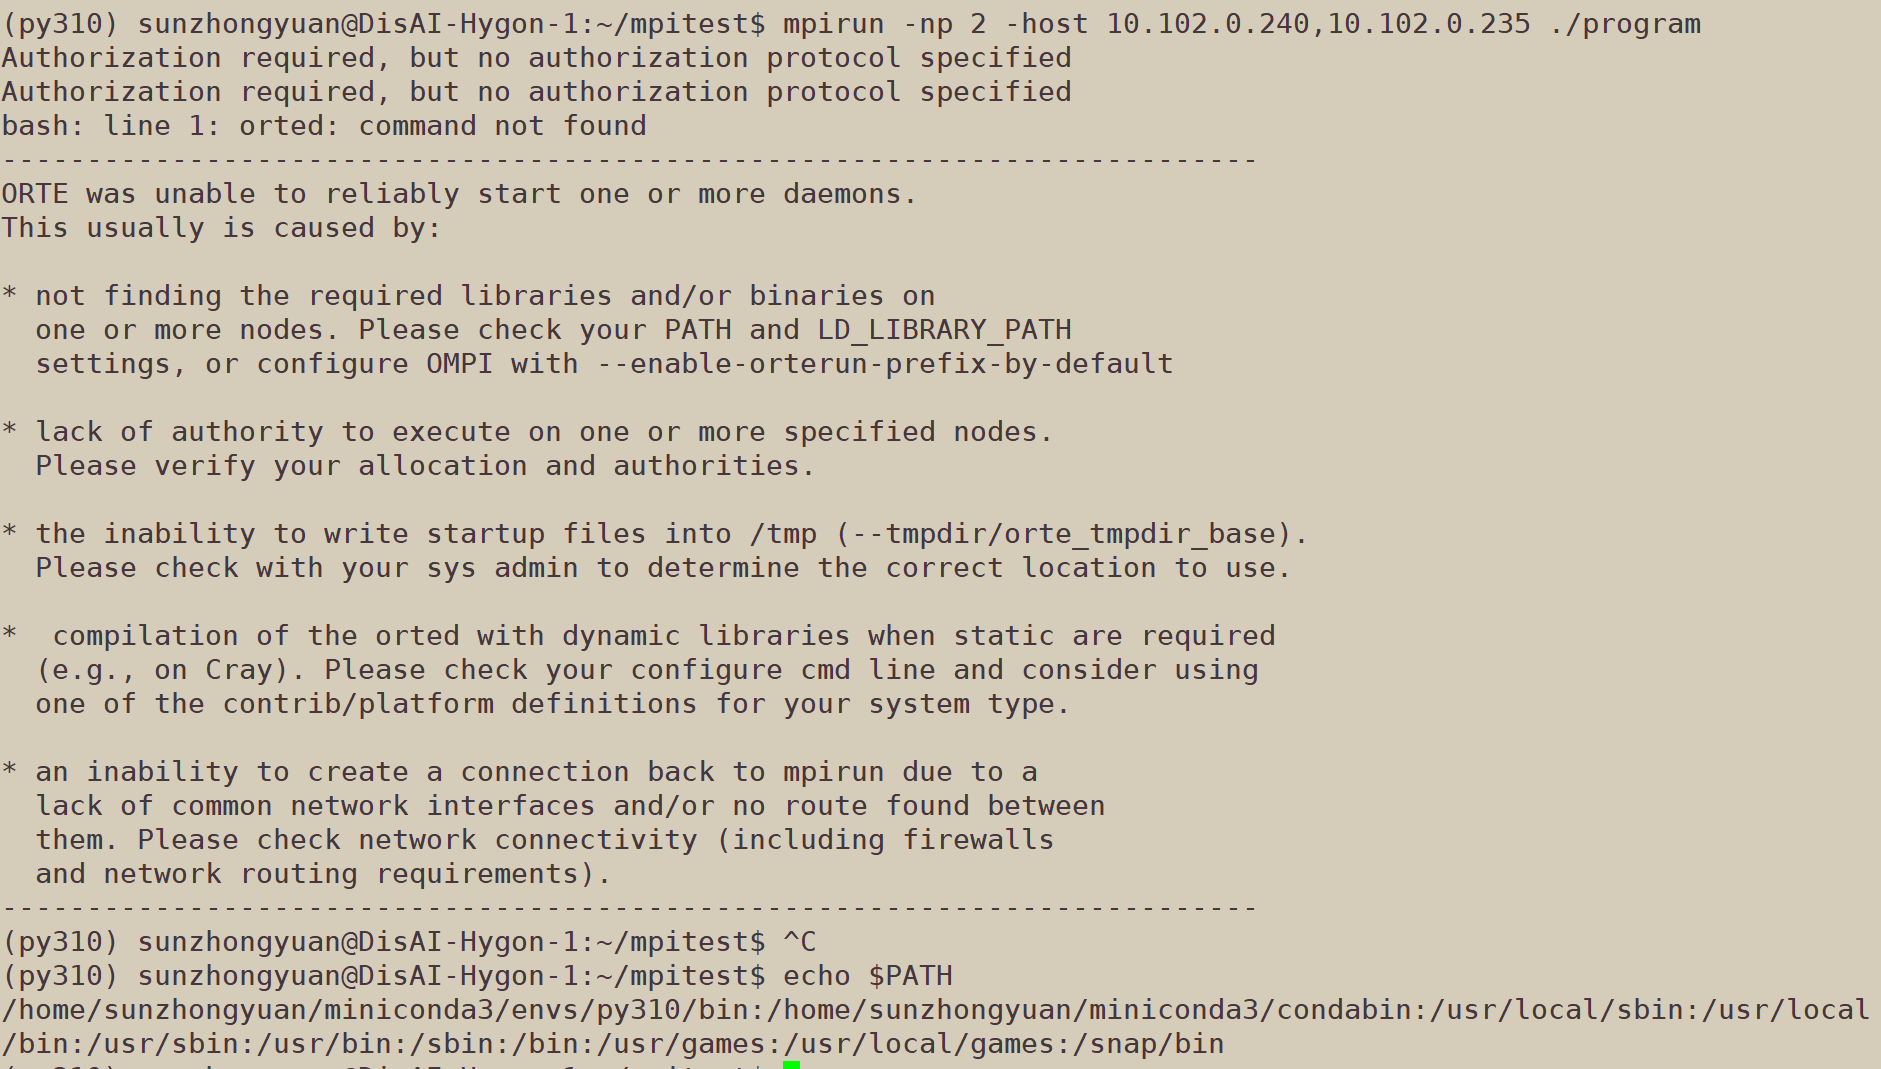 (py310) sunzhongyuan@DisAI-Hygon-1:~/mpitest$ mpirun -np 2 -host 10.102.0.240,10.102.0.235 ./program
Authorization required, but no authorization protocol specified
Authorization required, but no authorization protocol specified
bash: line 1: orted: command not found
--------------------------------------------------------------------------
ORTE was unable to reliably start one or more daemons.
This usually is caused by:

* not finding the required libraries and/or binaries on
  one or more nodes. Please check your PATH and LD_LIBRARY_PATH
  settings, or configure OMPI with --enable-orterun-prefix-by-default

* lack of authority to execute on one or more specified nodes.
  Please verify your allocation and authorities.

* the inability to write startup files into /tmp (--tmpdir/orte_tmpdir_base).
  Please check with your sys admin to determine the correct location to use.

*  compilation of the orted with dynamic libraries when static are required
  (e.g., on Cray). Please check your configure cmd line and consider using
  one of the contrib/platform definitions for your system type.

* an inability to create a connection back to mpirun due to a
  lack of common network interfaces and/or no route found between
  them. Please check network connectivity (including firewalls
  and network routing requirements).
--------------------------------------------------------------------------
(py310) sunzhongyuan@DisAI-Hygon-1:~/mpitest$ ^C
(py310) sunzhongyuan@DisAI-Hygon-1:~/mpitest$ echo $PATH
/home/sunzhongyuan/miniconda3/envs/py310/bin:/home/sunzhongyuan/miniconda3/condabin:/usr/local/sbin:/usr/local
/bin:/usr/sbin:/usr/bin:/sbin:/bin:/usr/games:/usr/local/games:/snap/bin